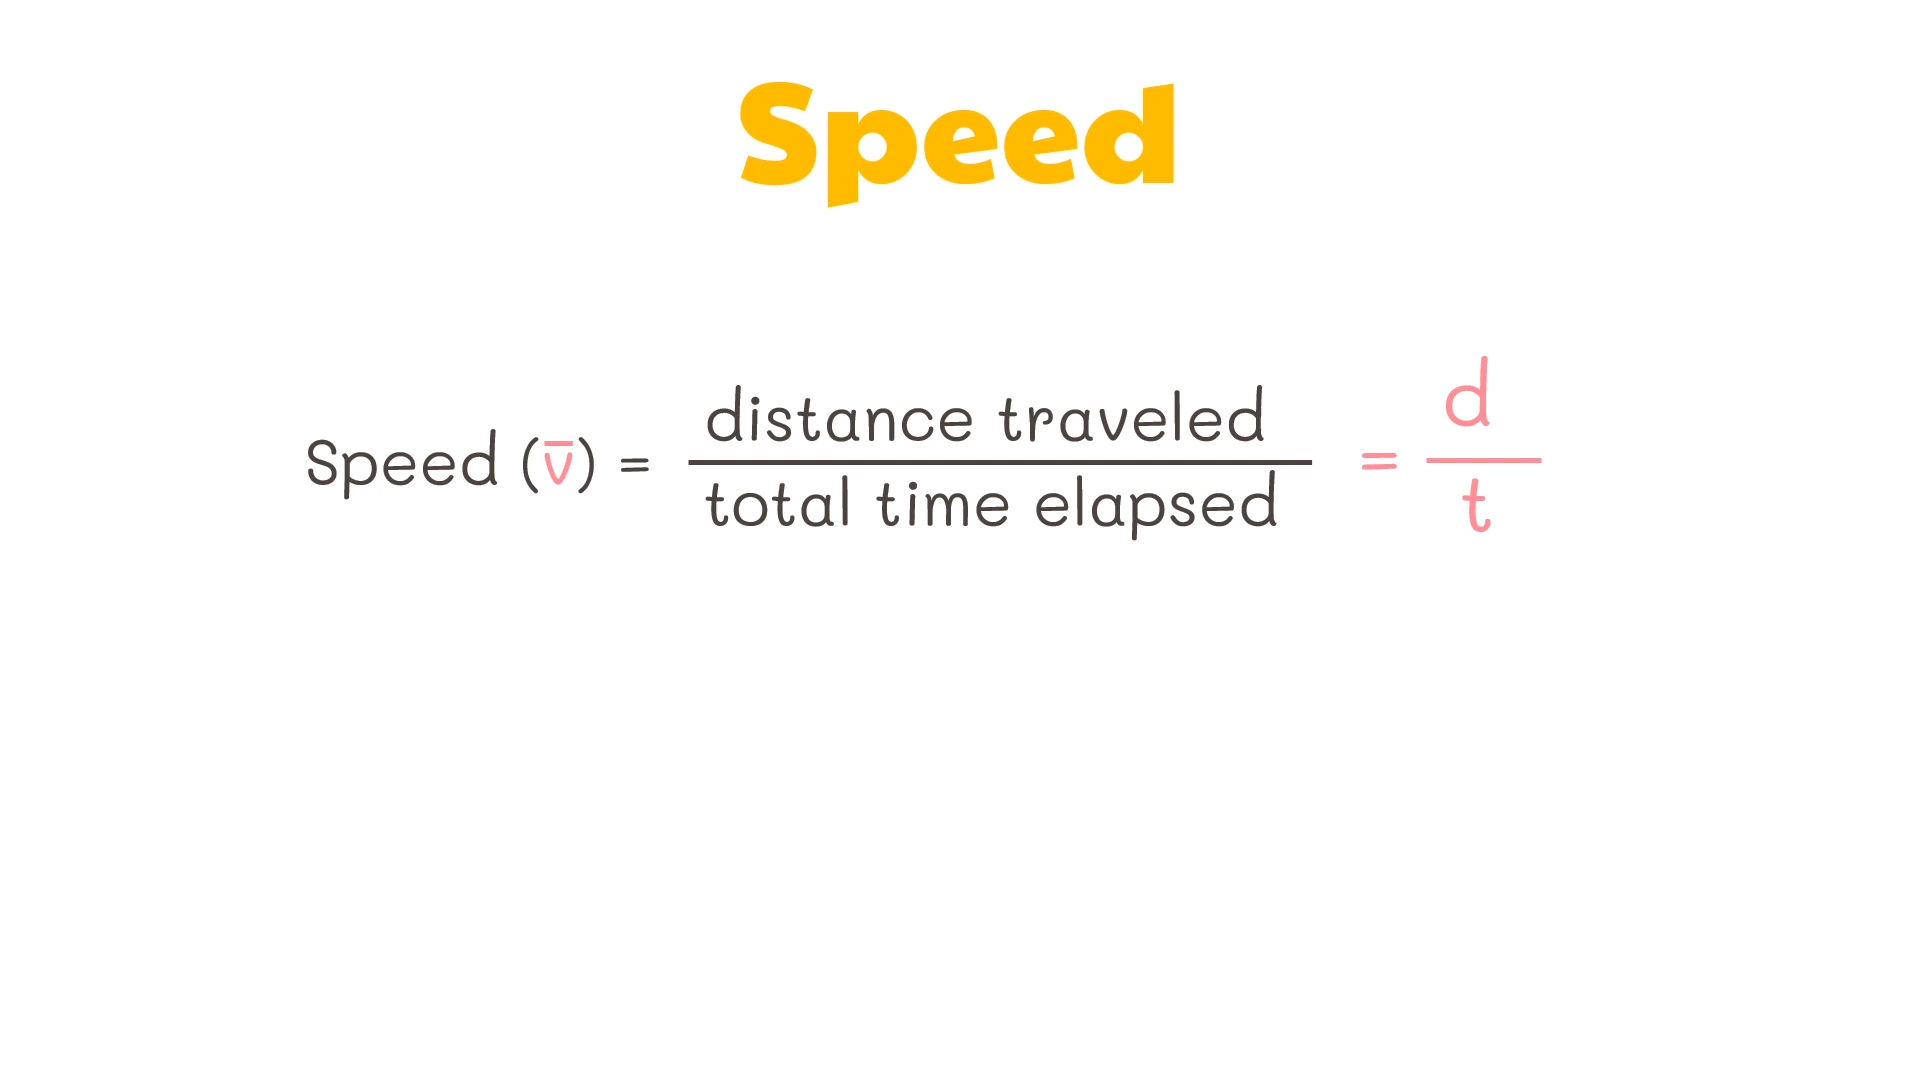 Speed
Speed (v̅) = distance traveled / total time elapsed = d / t